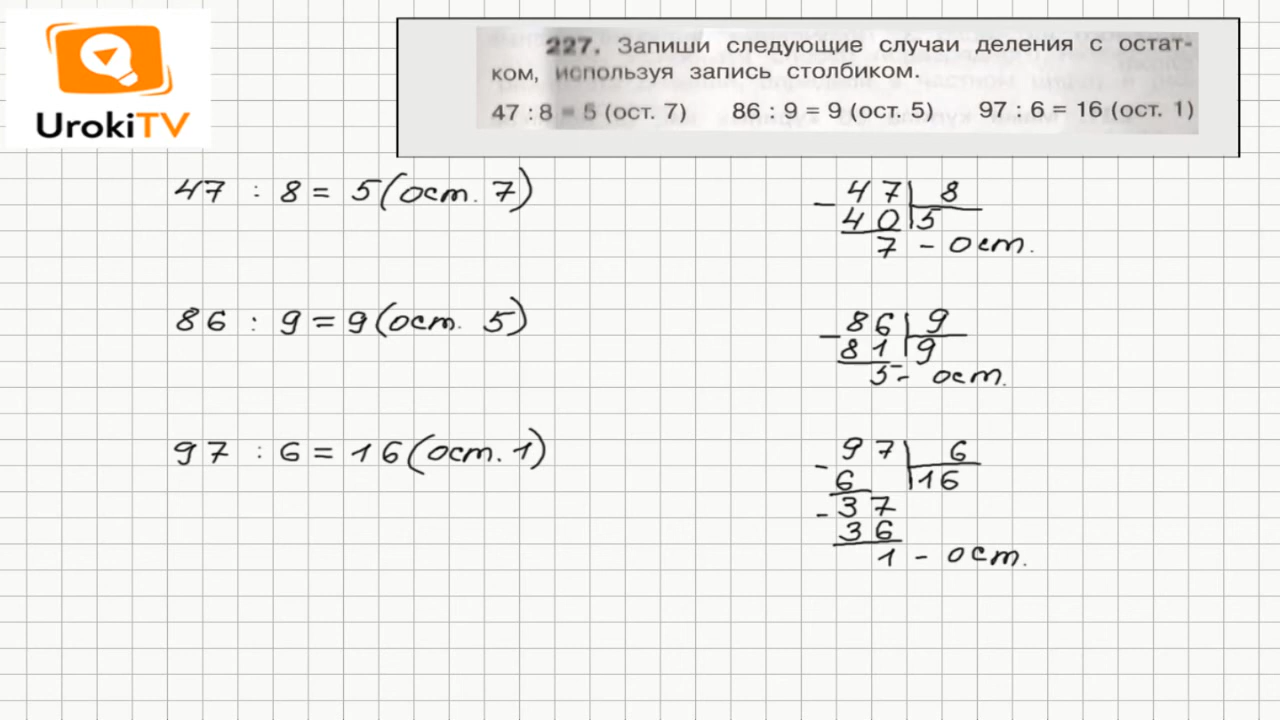 UrokiTV
227. Запиши следующие случаи деления с остат-
ком, используя запись столбиком.
47 : 8 = 5 (ост. 7) 86 : 9 = 9 (ост. 5) 97 : 6 = 16 (ост. 1)
47 : 8 = 5 (ост. 7)
- 47 | 8
40 | 5
7 - ост.
86 : 9 = 9 (ост. 5)
- 86 | 9
81 | 9
5 - ост.
97 : 6 = 16 (ост. 1)
- 97 | 6
6 | 16
- 37
36
1 - ост.